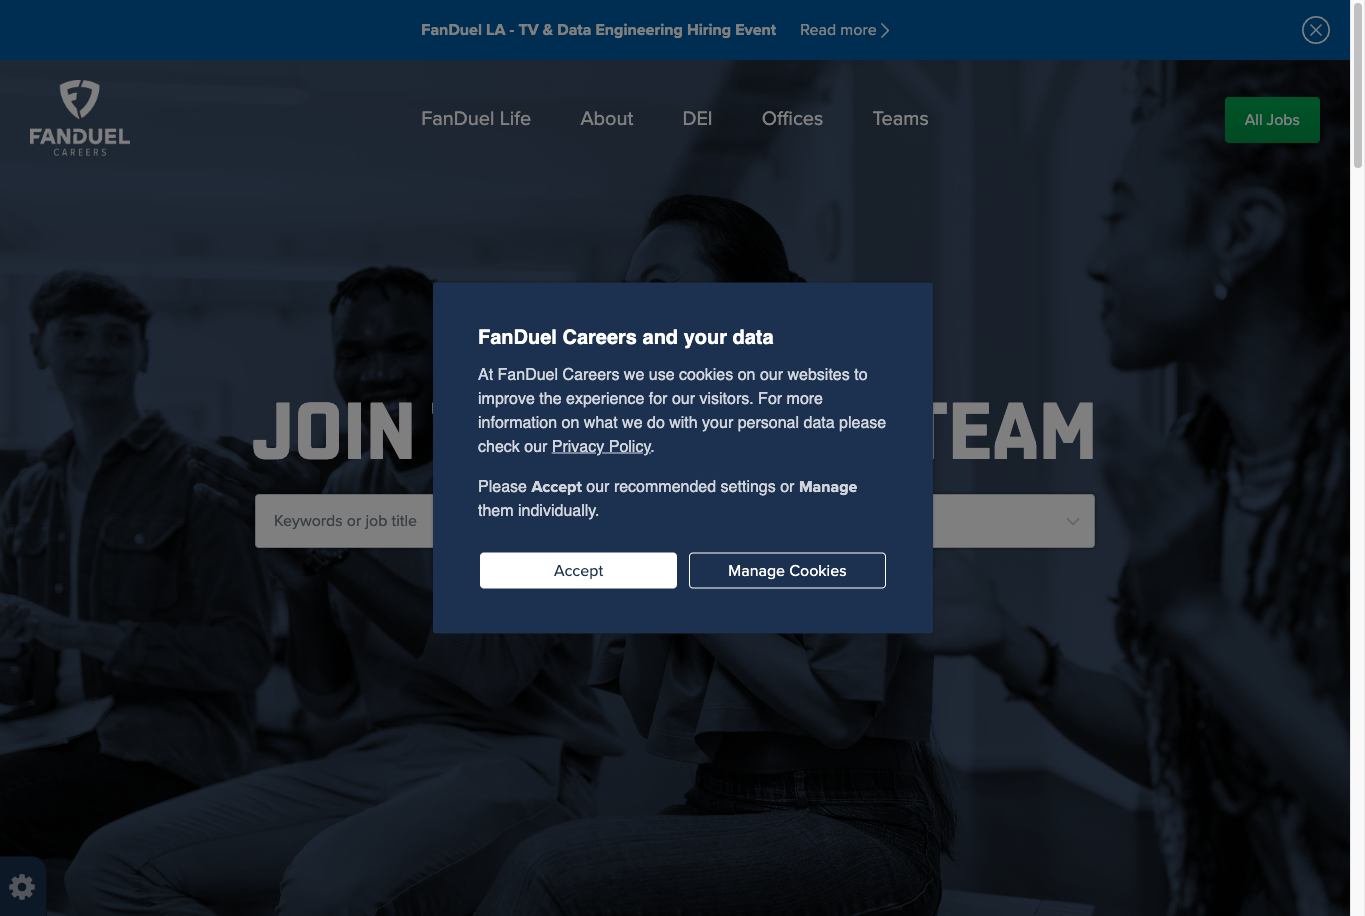 FanDuel LA - TV & Data Engineering Hiring Event Read more
FANDUEL
CAREERS
FanDuel Life About DEI Offices Teams
All Jobs
FanDuel Careers and your data
At FanDuel Careers we use cookies on our websites to
improve the experience for our visitors. For more
information on what we do with your personal data please
check our Privacy Policy.
Please Accept our recommended settings or Manage
them individually.
Accept Manage Cookies
JOIN TEAM
Keywords or job title